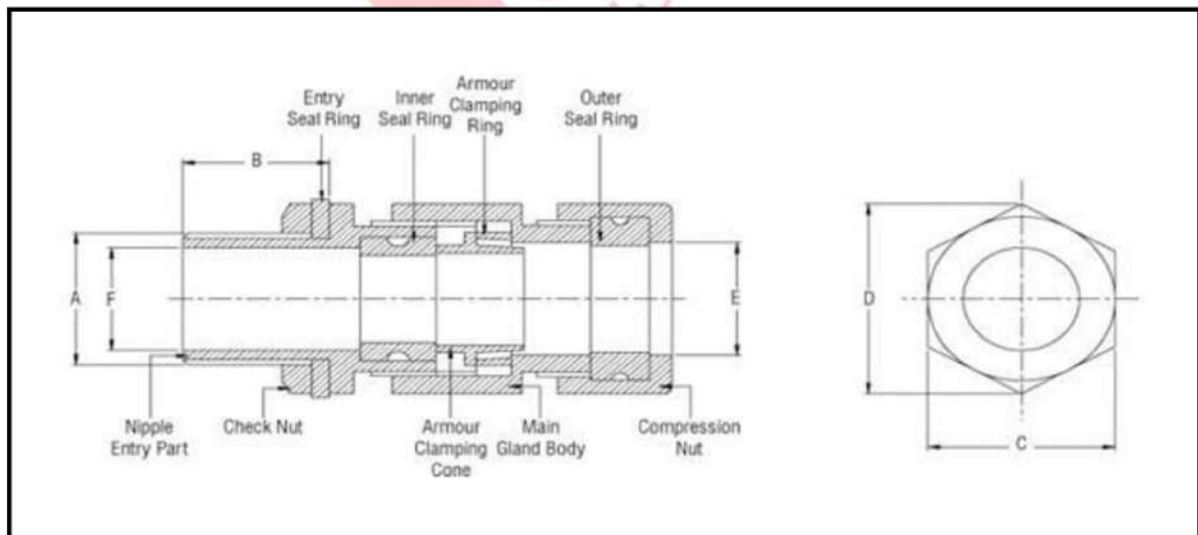 Entry
Seal Ring
Inner
Seal Ring
Armour
Clamping
Ring
Outer
Seal Ring
B
A
F
E
D
C
Nipple
Entry Part
Check Nut
Armour
Clamping
Cone
Main
Gland Body
Compression
Nut